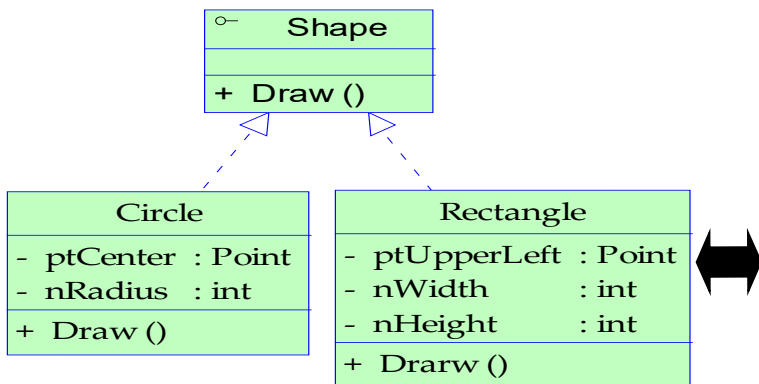 Shape
+ Draw ()
Circle
- ptCenter : Point
- nRadius : int
+ Draw ()
Rectangle
- ptUpperLeft : Point
- nWidth : int
- nHeight : int
+ Drarw ()